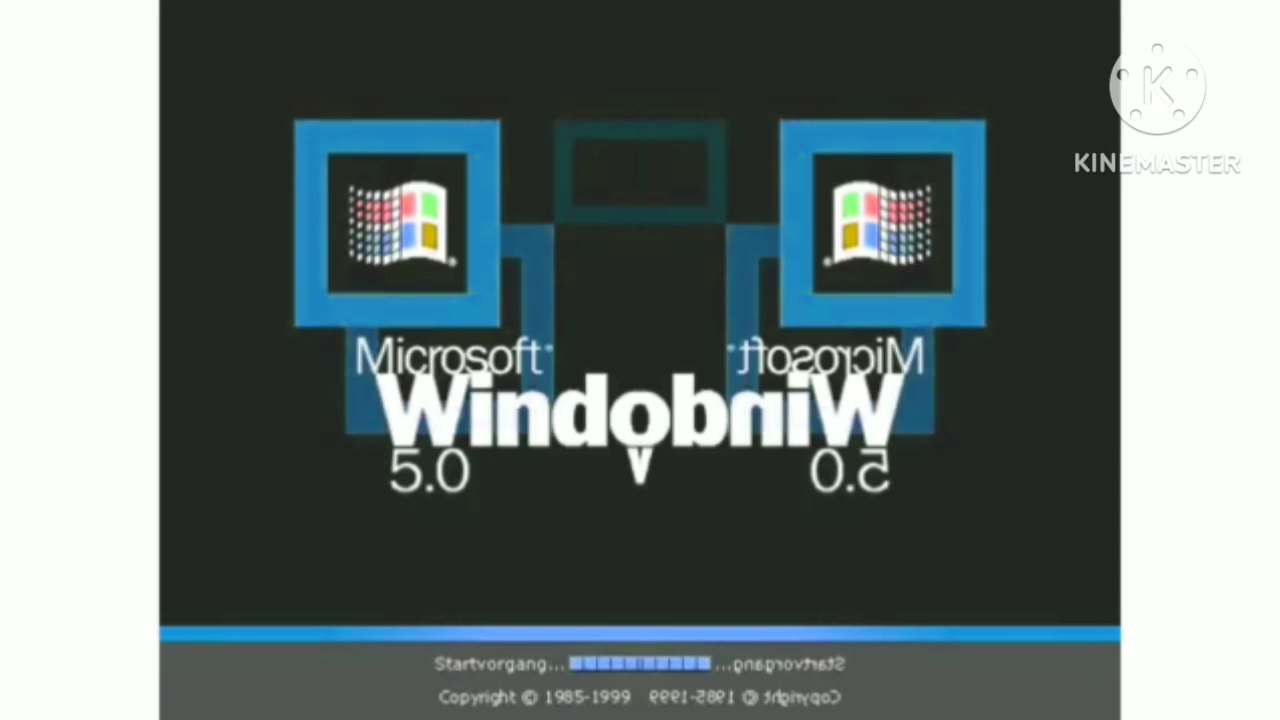 K
KINEMASTER
Microsoft Microsoft
WindobniW
V
5.0 5.0
Startvorgang... ...Startvorgang
Copyright © 1985-1999 Copyright © 1985-1999